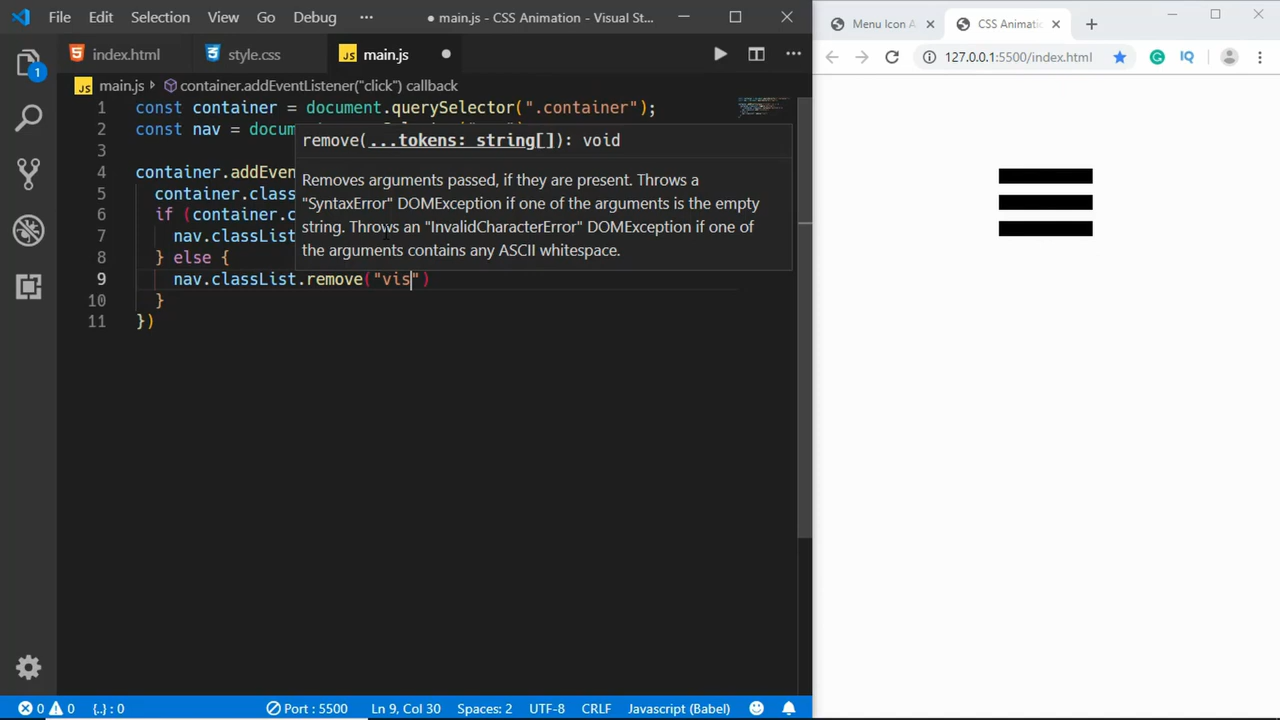 File Edit Selection View Go Debug ··· ● main.js - CSS Animation - Visual St...
index.html style.css JS main.js ●
JS main.js > container.addEventListener("click") callback
1 const container = document.querySelector(".container");
2 const nav = docum
3
4 container.addEven
5 container.class
6 if (container.c
7 nav.classList
8 } else {
9 nav.classList.remove("vis")
10 }
11 })
remove(...tokens: string[]): void
Removes arguments passed, if they are present. Throws a
"SyntaxError" DOMException if one of the arguments is the empty
string. Throws an "InvalidCharacterError" DOMException if one of
the arguments contains any ASCII whitespace.
1
0 0 {..} : 0 Port : 5500 Ln 9, Col 30 Spaces: 2 UTF-8 CRLF Javascript (Babel)
Menu Icon A CSS Animatic
127.0.0.1:5500/index.html
IQ